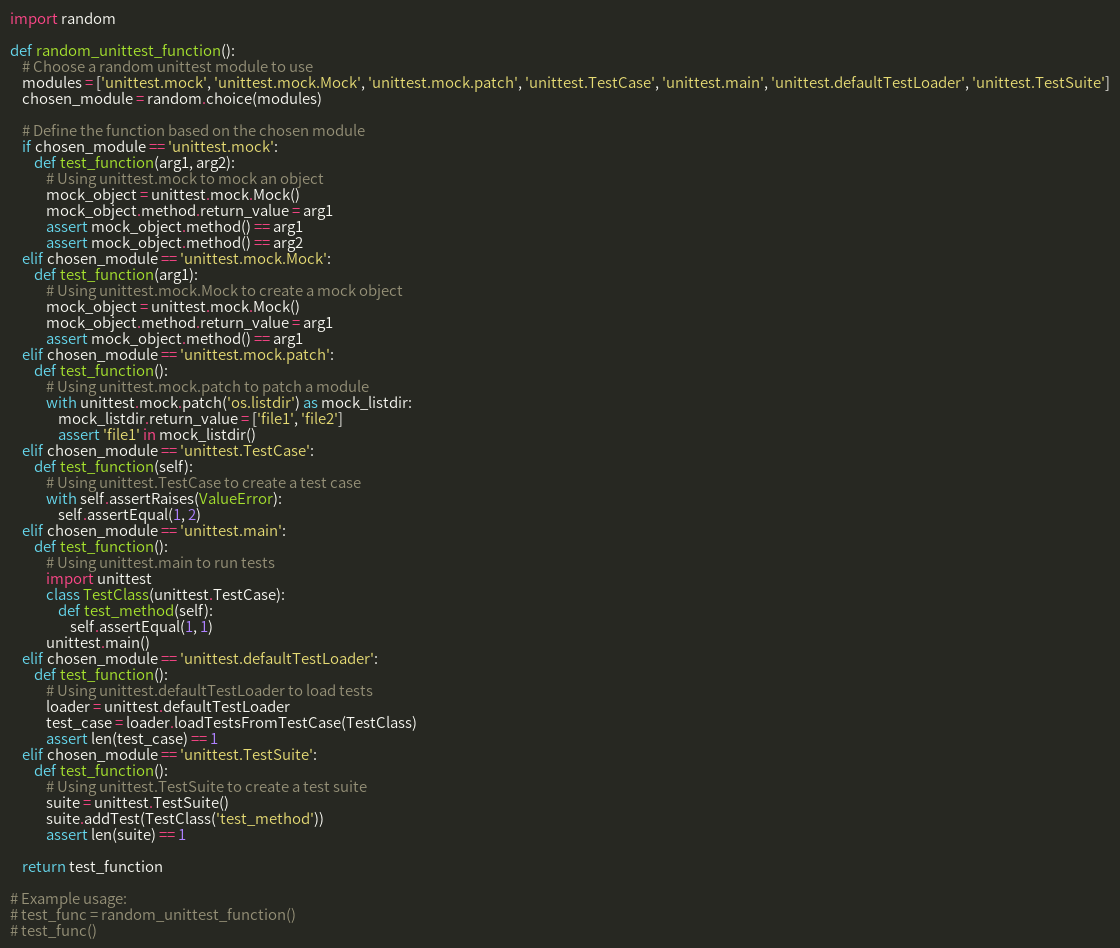 import random

def random_unittest_function():
    # Choose a random unittest module to use
    modules = ['unittest.mock', 'unittest.mock.Mock', 'unittest.mock.patch', 'unittest.TestCase', 'unittest.main', 'unittest.defaultTestLoader', 'unittest.TestSuite']
    chosen_module = random.choice(modules)

    # Define the function based on the chosen module
    if chosen_module == 'unittest.mock':
        def test_function(arg1, arg2):
            # Using unittest.mock to mock an object
            mock_object = unittest.mock.Mock()
            mock_object.method.return_value = arg1
            assert mock_object.method() == arg1
            assert mock_object.method() == arg2
    elif chosen_module == 'unittest.mock.Mock':
        def test_function(arg1):
            # Using unittest.mock.Mock to create a mock object
            mock_object = unittest.mock.Mock()
            mock_object.method.return_value = arg1
            assert mock_object.method() == arg1
    elif chosen_module == 'unittest.mock.patch':
        def test_function():
            # Using unittest.mock.patch to patch a module
            with unittest.mock.patch('os.listdir') as mock_listdir:
                mock_listdir.return_value = ['file1', 'file2']
                assert 'file1' in mock_listdir()
    elif chosen_module == 'unittest.TestCase':
        def test_function(self):
            # Using unittest.TestCase to create a test case
            with self.assertRaises(ValueError):
                self.assertEqual(1, 2)
    elif chosen_module == 'unittest.main':
        def test_function():
            # Using unittest.main to run tests
            import unittest
            class TestClass(unittest.TestCase):
                def test_method(self):
                    self.assertEqual(1, 1)
            unittest.main()
    elif chosen_module == 'unittest.defaultTestLoader':
        def test_function():
            # Using unittest.defaultTestLoader to load tests
            loader = unittest.defaultTestLoader
            test_case = loader.loadTestsFromTestCase(TestClass)
            assert len(test_case) == 1
    elif chosen_module == 'unittest.TestSuite':
        def test_function():
            # Using unittest.TestSuite to create a test suite
            suite = unittest.TestSuite()
            suite.addTest(TestClass('test_method'))
            assert len(suite) == 1

    return test_function

# Example usage:
# test_func = random_unittest_function()
# test_func()